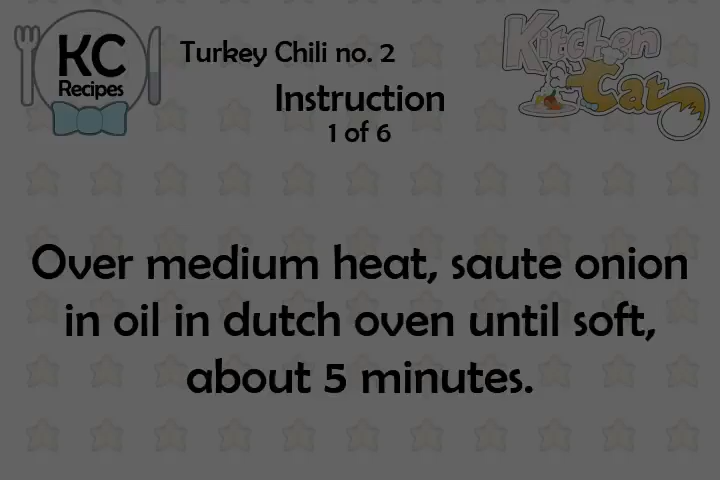 KC
Recipes
Turkey Chili no. 2
Kitchen
Cat
Instruction
1 of 6
Over medium heat, saute onion
in oil in dutch oven until soft,
about 5 minutes.